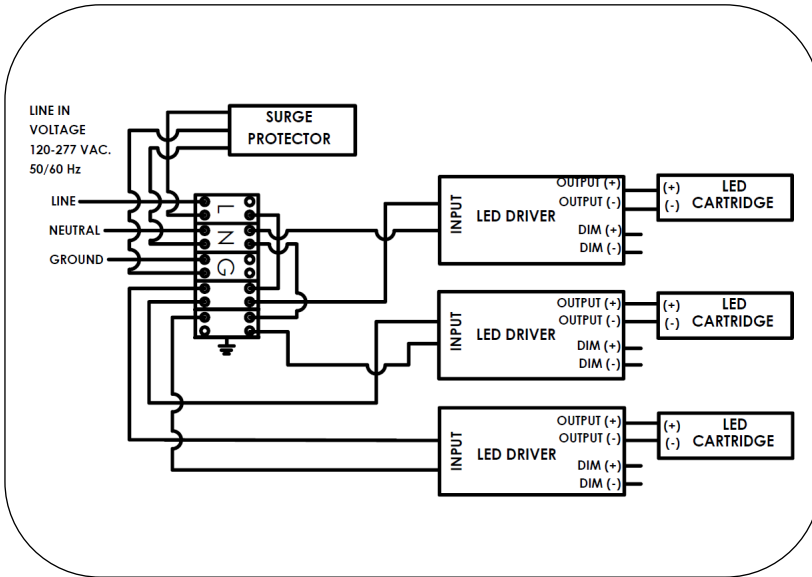 LINE IN
VOLTAGE
120-277 VAC.
50/60 Hz
SURGE
PROTECTOR
LINE
NEUTRAL
GROUND
L
N
G
INPUT
LED DRIVER
OUTPUT (+)
OUTPUT (-)
DIM (+)
DIM (-)
(+)
(-)
LED
CARTRIDGE
INPUT
LED DRIVER
OUTPUT (+)
OUTPUT (-)
DIM (+)
DIM (-)
(+)
(-)
LED
CARTRIDGE
INPUT
LED DRIVER
OUTPUT (+)
OUTPUT (-)
DIM (+)
DIM (-)
(+)
(-)
LED
CARTRIDGE